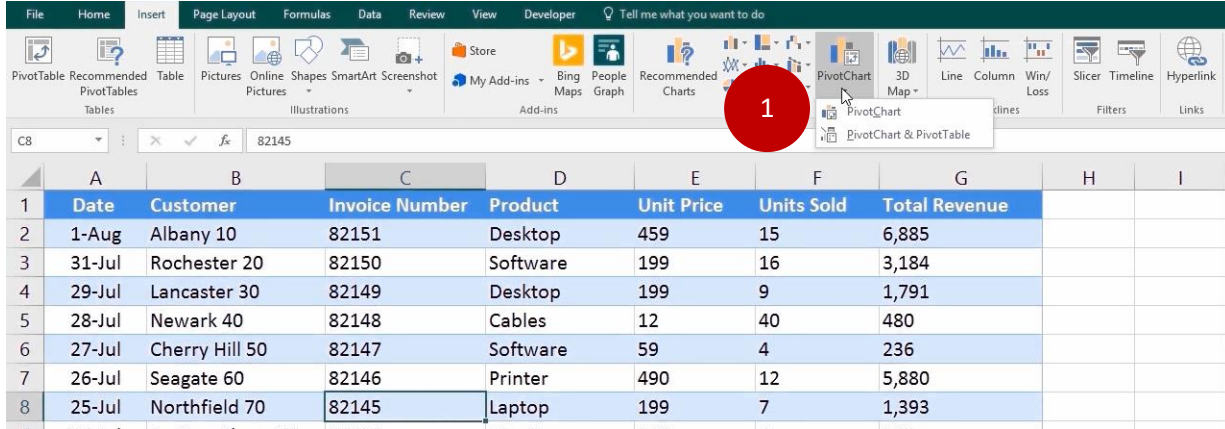 File Home Insert Page Layout Formulas Data Review View Developer Tell me what you want to do
PivotTable Recommended PivotTables Table Pictures Online Pictures Shapes SmartArt Screenshot Store My Add-ins Bing Maps People Graph Recommended Charts PivotChart 3D Map Line Column Win/Loss Slicer Timeline Hyperlink
Tables Illustrations Add-ins lines Filters Links
1
PivotChart
PivotChart & PivotTable
C8 fx 82145
A B C D E F G H I
1 Date Customer Invoice Number Product Unit Price Units Sold Total Revenue
2 1-Aug Albany 10 82151 Desktop 459 15 6,885
3 31-Jul Rochester 20 82150 Software 199 16 3,184
4 29-Jul Lancaster 30 82149 Desktop 199 9 1,791
5 28-Jul Newark 40 82148 Cables 12 40 480
6 27-Jul Cherry Hill 50 82147 Software 59 4 236
7 26-Jul Seagate 60 82146 Printer 490 12 5,880
8 25-Jul Northfield 70 82145 Laptop 199 7 1,393